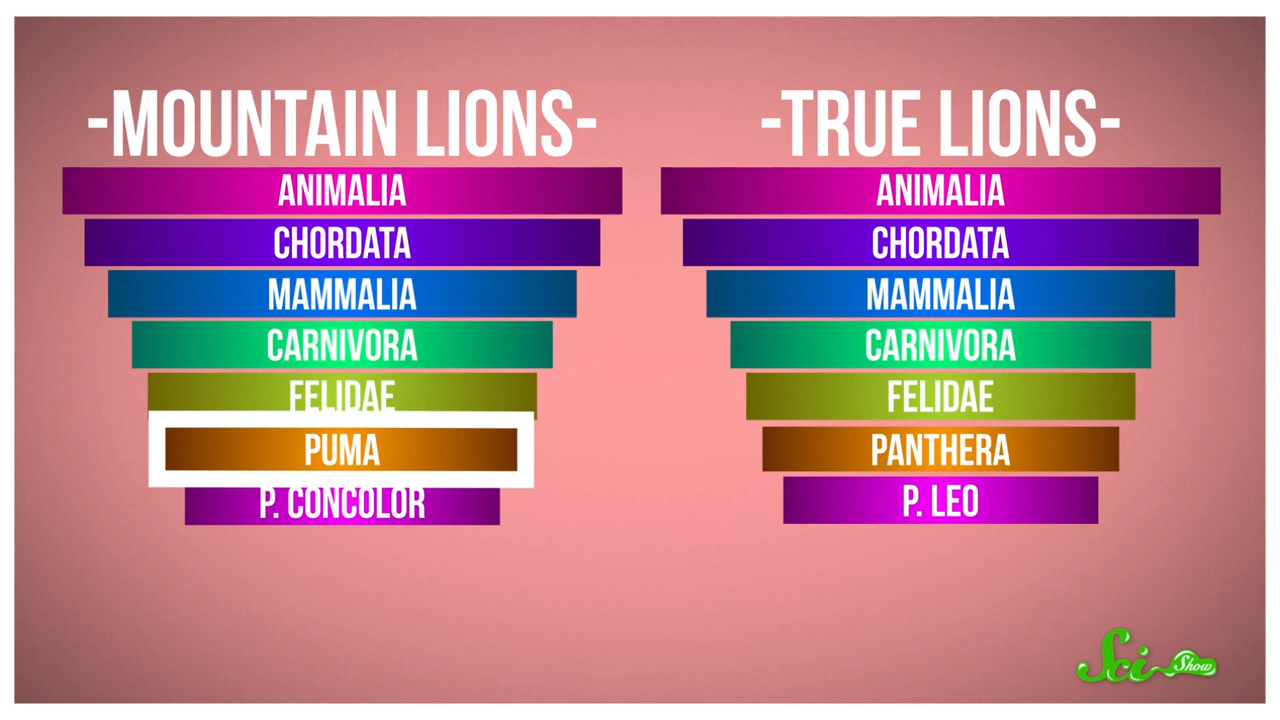 -MOUNTAIN LIONS-
ANIMALIA
CHORDATA
MAMMALIA
CARNIVORA
FELIDAE
PUMA
P. CONCOLOR
-TRUE LIONS-
ANIMALIA
CHORDATA
MAMMALIA
CARNIVORA
FELIDAE
PANTHERA
P. LEO
Sci Show